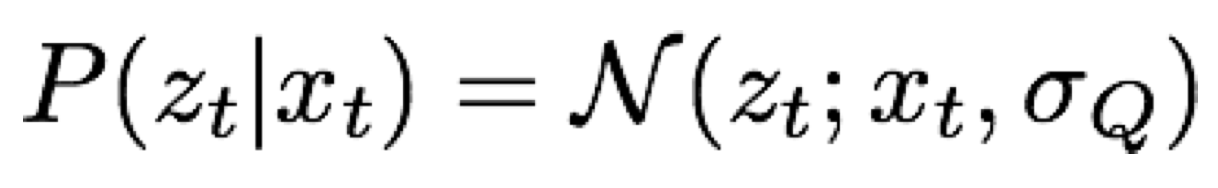 P(z_t|x_t) = 𝒩(z_t; x_t, σ_Q)